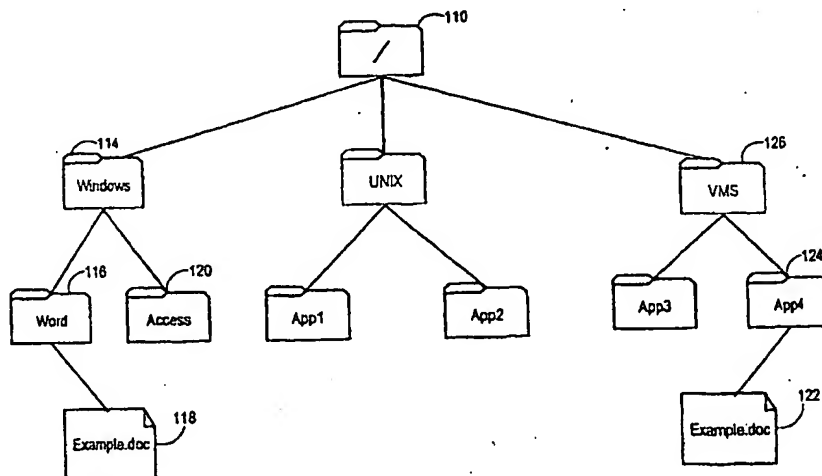 110
/
114
126
Windows
UNIX
VMS
116
120
124
Word
Access
App1
App2
App3
App4
118
122
Example.doc
Example.doc